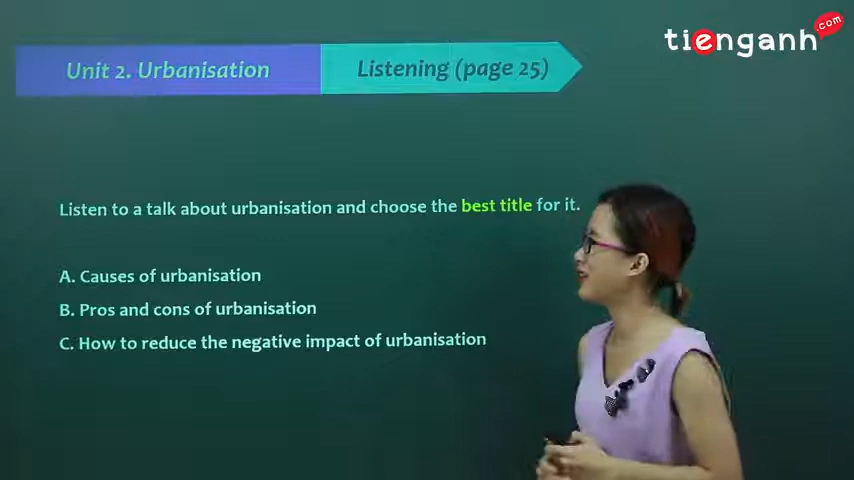 tienganh.com
Unit 2. Urbanisation
Listening (page 25)
Listen to a talk about urbanisation and choose the best title for it.
A. Causes of urbanisation
B. Pros and cons of urbanisation
C. How to reduce the negative impact of urbanisation